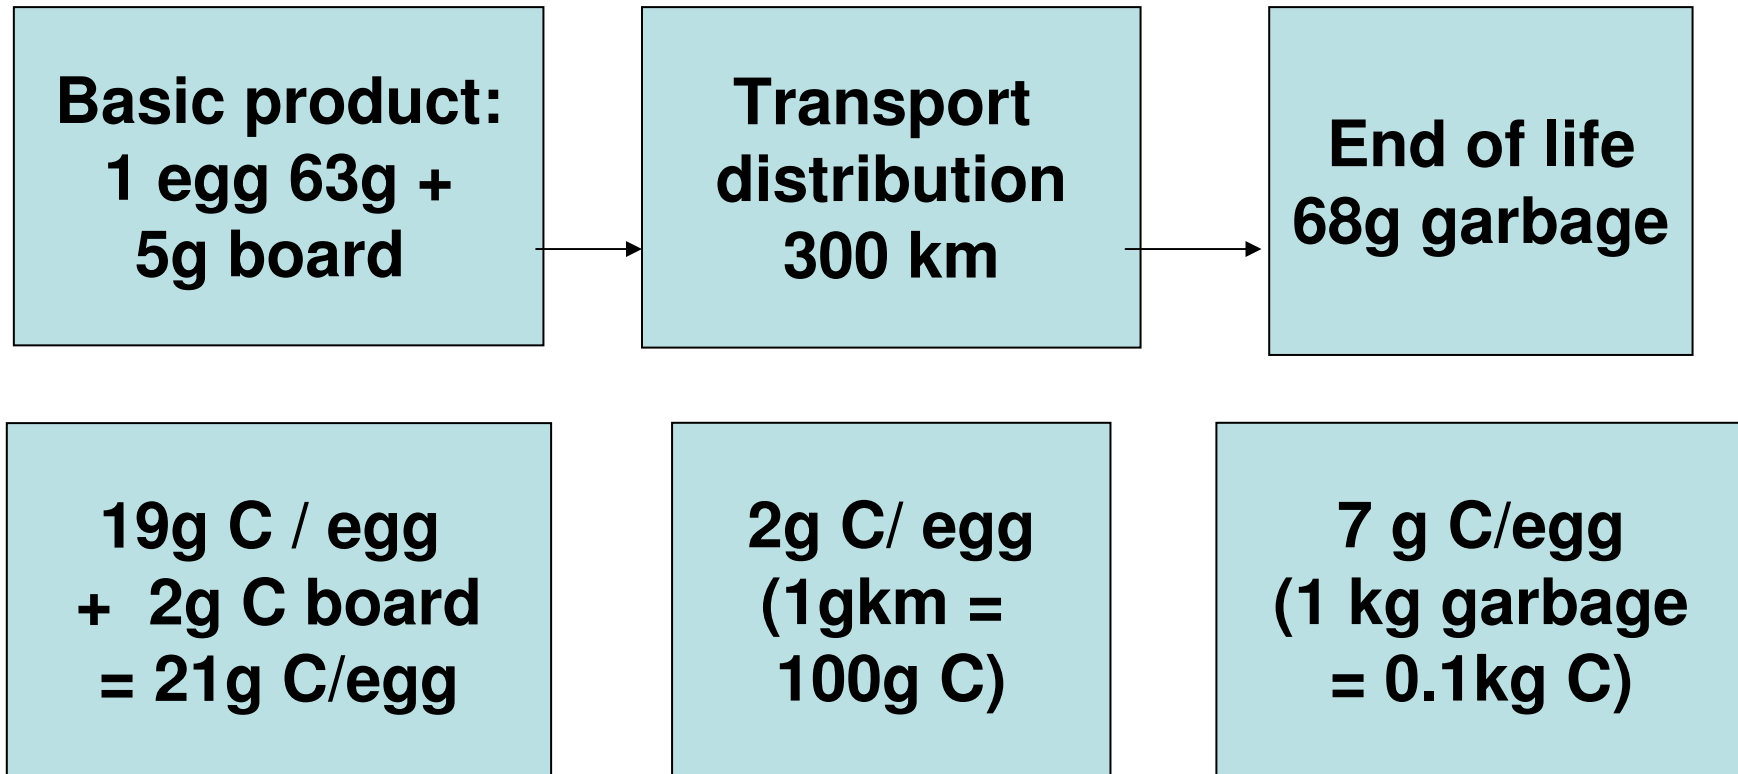 Basic product:
1 egg 63g +
5g board
Transport
distribution
300 km
End of life
68g garbage
19g C / egg
+ 2g C board
= 21g C/egg
2g C/ egg
(1gkm =
100g C)
7 g C/egg
(1 kg garbage
= 0.1kg C)